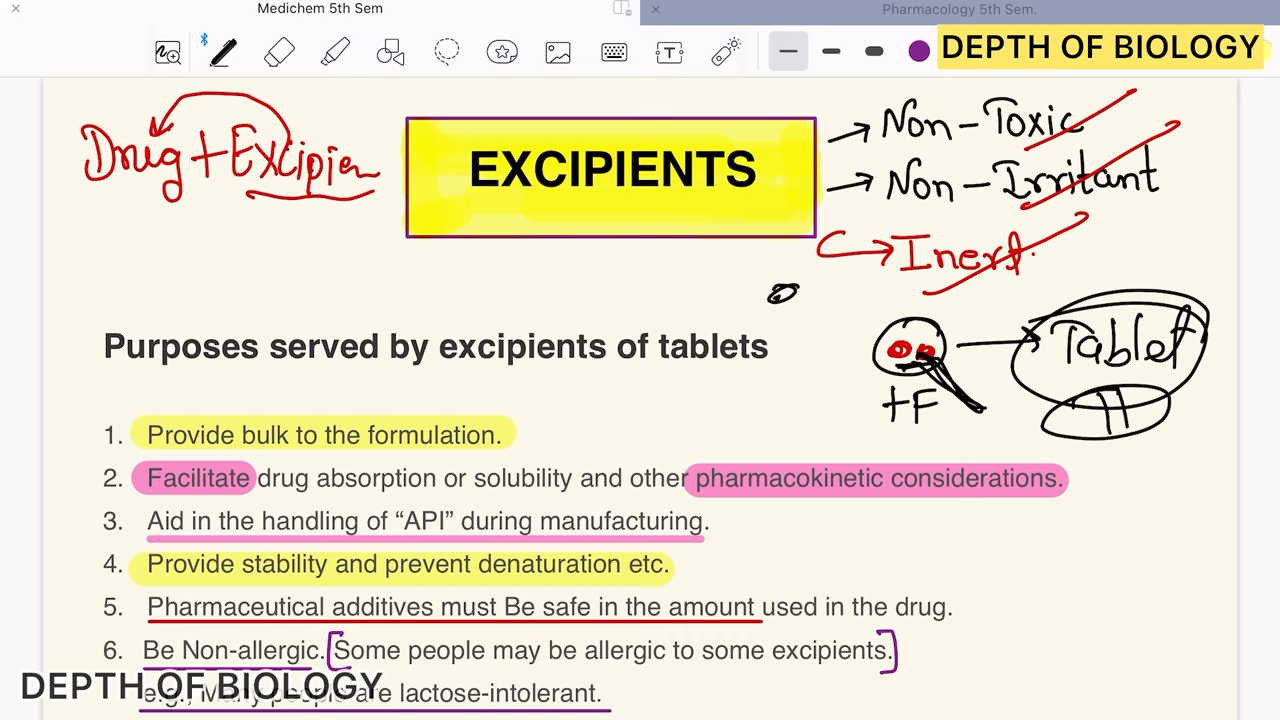 Medichem 5th Sem
Pharmacology 5th Sem.
DEPTH OF BIOLOGY
Drug + Excipien
EXCIPIENTS
→ Non-Toxic
→ Non-Irritant
→ Inert.
Purposes served by excipients of tablets
Tablet
+F
1. Provide bulk to the formulation.
2. Facilitate drug absorption or solubility and other pharmacokinetic considerations.
3. Aid in the handling of “API” during manufacturing.
4. Provide stability and prevent denaturation etc.
5. Pharmaceutical additives must Be safe in the amount used in the drug.
6. Be Non-allergic. [Some people may be allergic to some excipients.]
e.g., Many people are lactose-intolerant.
DEPTH OF BIOLOGY